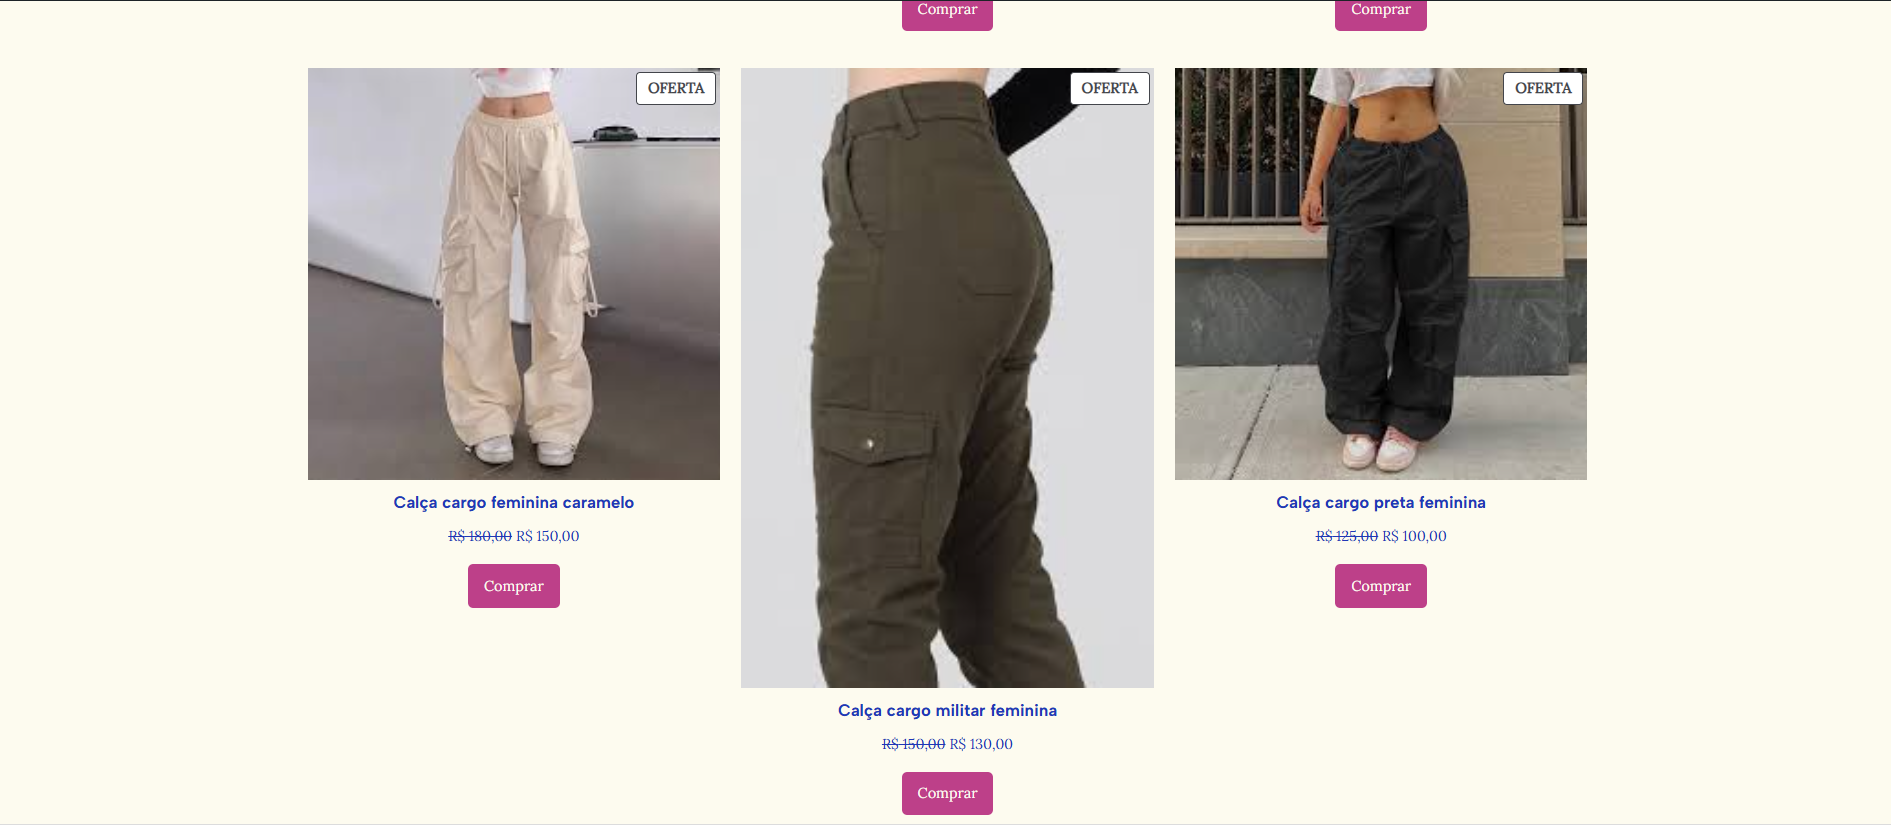 Comprar
Comprar
OFERTA
OFERTA
OFERTA
Calça cargo feminina caramelo
R$ 180,00 R$ 150,00
Comprar
Calça cargo militar feminina
R$ 150,00 R$ 130,00
Comprar
Calça cargo preta feminina
R$ 125,00 R$ 100,00
Comprar